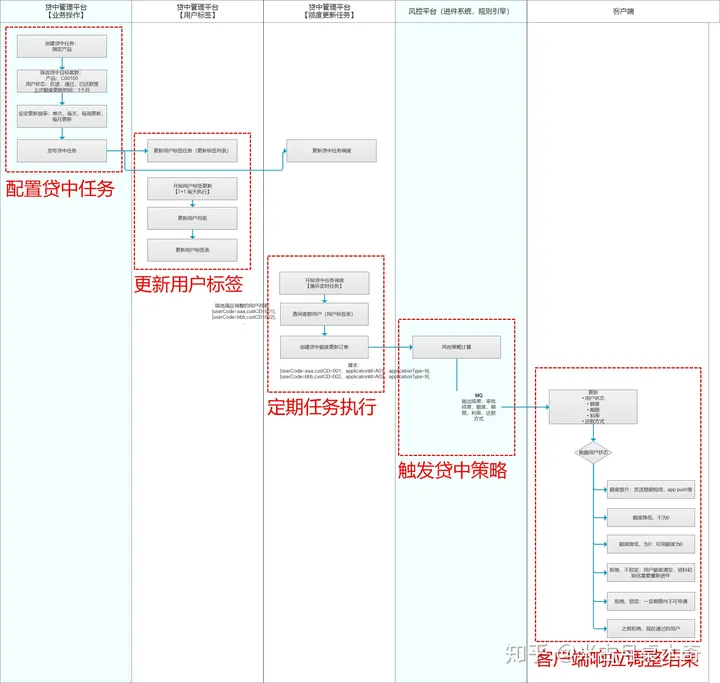 贷中管理平台
【业务操作】
贷中管理平台
【用户标签】
贷中管理平台
【额度更新任务】
风控平台（进件系统、规则引擎）
客户端
创建贷中任务：
指定产品
筛选贷中目标客群：
产品：C00100
用户状态：在途，通过，已还款等
上次额度更新时间：1个月
设定更新频率：单次、每天、每周更新、
每月更新
发布贷中任务
配置贷中任务
更新用户标签任务（更新标签列表）
更新贷中任务调度
开始用户标签更新
【T+1 每天执行】
更新用户列表
更新用户标签表
更新用户标签
开始贷中任务调度
【循环定时任务】
筛选满足调整的用户列表:
{userCode=aaa,custCD=001},
{userCode=bbb,custCD=002},
查询客群用户（用户标签表）
创建贷中额度更新订单
请求:
{userCode=aaa,custCD=001, applicationId=A01, applicationType=9},
{userCode=bbb,custCD=002, applicationId=A02, applicationType=9},
定期任务执行
风控策略计算
MQ
输出结果：审批
结果、额度、期
限、利率、还款
方式
触发贷中策略
更新
• 用户状态
• 额度
• 期限
• 利率
• 还款方式
根据用户状态
额度提升：发送提额短信、app push等
额度降低，不为0
额度降低，为0：可用额度为0
拒绝，不锁定：用户额度清空，资料初
始化需要重新进件
拒绝，锁定：一定期限内不可申请
之前拒绝，现在通过的用户
客户端响应调整结果